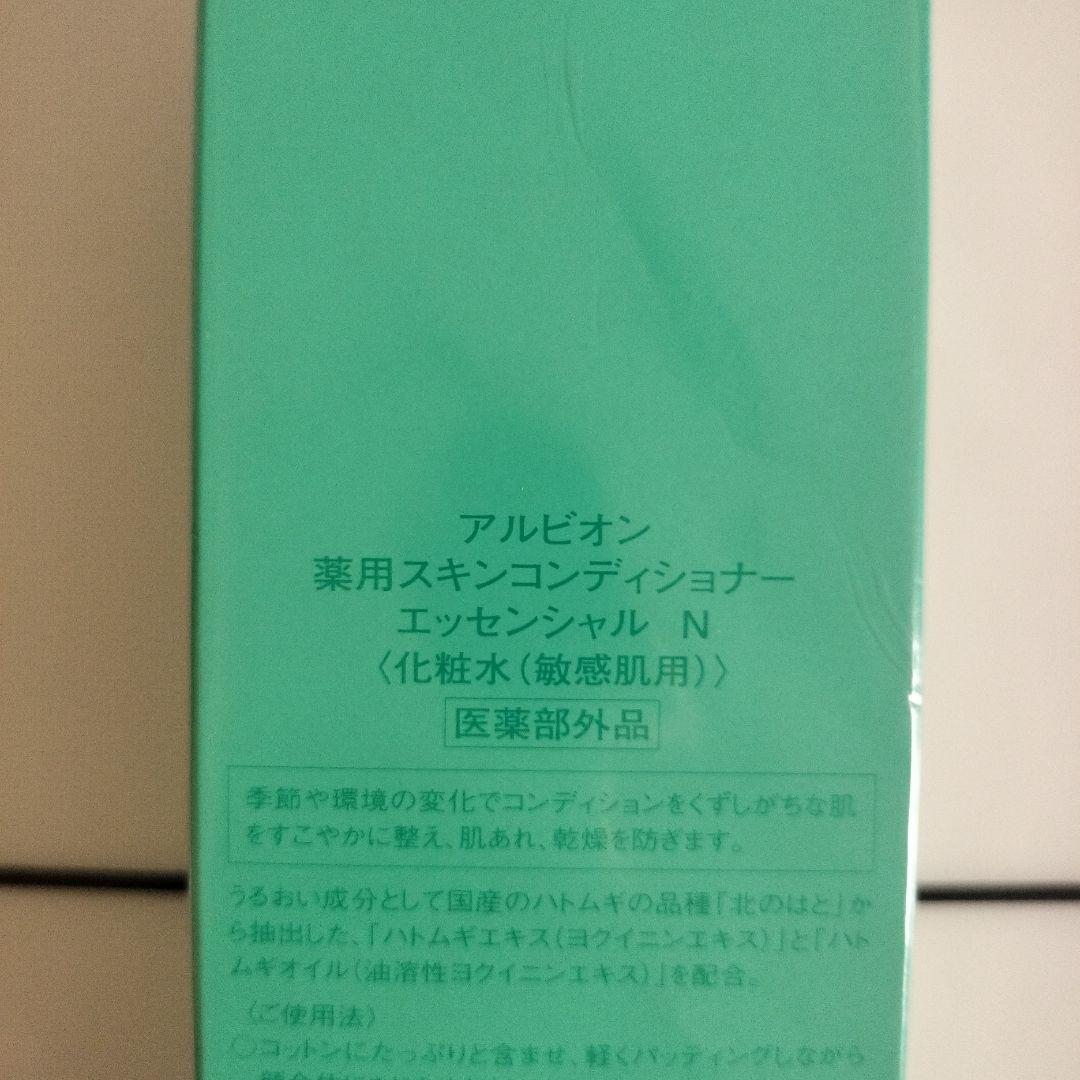 アルビオン
薬用スキンコンディショナー
エッセンシャル N
〈化粧水(敏感肌用)〉
医薬部外品
季節や環境の変化でコンディションをくずしがちな肌
をすこやかに整え、肌あれ、乾燥を防ぎます。
うるおい成分として国産のハトムギの品種「北のはと」か
ら抽出した、「ハトムギエキス(ヨクイニンエキス)」と「ハト
ムギオイル(油溶性ヨクイニンエキス)」を配合。
〈ご使用法〉
○コットンにたっぷりと含ませ、軽くパッティングしながら